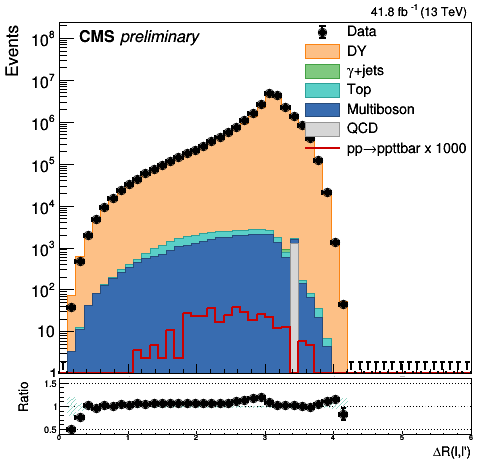 41.8 fb⁻¹ (13 TeV)
CMS preliminary
Events
10⁸
10⁷
10⁶
10⁵
10⁴
10³
10²
10
1
Data
DY
γ+jets
Top
Multiboson
QCD
pp→ppttbar x 1000
Ratio
1.5
1
0.5
0 1 2 3 4 5 6
ΔR(l,l')